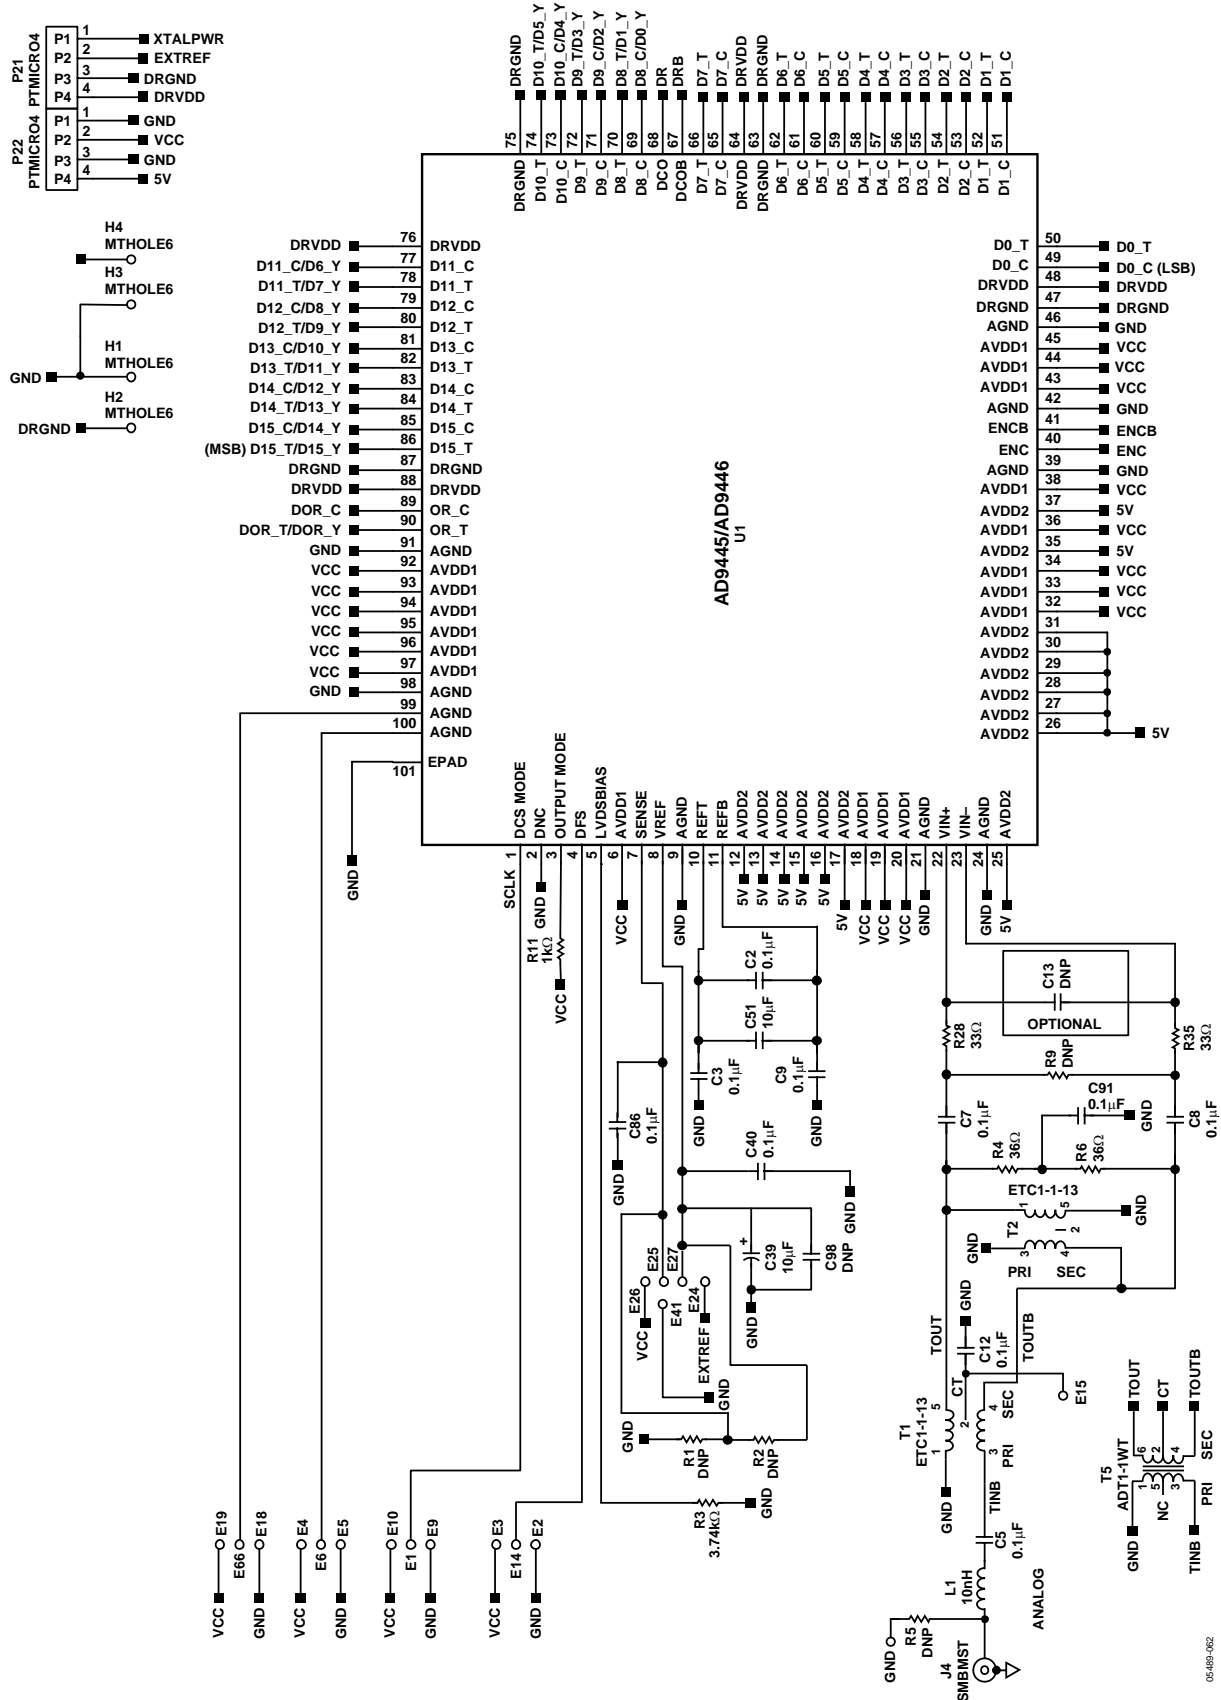 P21
PTMICRO4
P1 1 XTALPWR
P2 2 EXTREF
P3 3 DRGND
P4 4 DRVDD
P22
PTMICRO4
P1 1 GND
P2 2 VCC
P3 3 GND
P4 4 5V
H4
MTHOLE6
H3
MTHOLE6
H1
MTHOLE6
GND
H2
MTHOLE6
DRGND
DRGND 75 DRGND
D10_T/D5_Y 74 D10_T
D10_C/D4_Y 73 D10_C
D9_T/D3_Y 72 D9_T
D9_C/D2_Y 71 D9_C
D8_T/D1_Y 70 D8_T
D8_C/D0_Y 69 D8_C
DR 68 DCO
DRB 67 DCOB
D7_T 66 D7_T
D7_C 65 D7_C
DRVDD 64 DRVDD
DRGND 63 DRGND
D6_T 62 D6_T
D6_C 61 D6_C
D5_T 60 D5_T
D5_C 59 D5_C
D4_T 58 D4_T
D4_C 57 D4_C
D3_T 56 D3_T
D3_C 55 D3_C
D2_T 54 D2_T
D2_C 53 D2_C
D1_T 52 D1_T
D1_C 51 D1_C
DRVDD 76 DRVDD
D11_C/D6_Y 77 D11_C
D11_T/D7_Y 78 D11_T
D12_C/D8_Y 79 D12_C
D12_T/D9_Y 80 D12_T
D13_C/D10_Y 81 D13_C
D13_T/D11_Y 82 D13_T
D14_C/D12_Y 83 D14_C
D14_T/D13_Y 84 D14_T
D15_C/D14_Y 85 D15_C
(MSB) D15_T/D15_Y 86 D15_T
DRGND 87 DRGND
DRVDD 88 DRVDD
DOR_C 89 OR_C
DOR_T/DOR_Y 90 OR_T
GND 91 AGND
VCC 92 AVDD1
VCC 93 AVDD1
VCC 94 AVDD1
VCC 95 AVDD1
VCC 96 AVDD1
VCC 97 AVDD1
GND 98 AGND
99 AGND
100 AGND
101 EPAD
GND
AD9445/AD9446
U1
D0_T 50 D0_T
D0_C 49 D0_C (LSB)
DRVDD 48 DRVDD
DRGND 47 DRGND
AGND 46 GND
AVDD1 45 VCC
AVDD1 44 VCC
AVDD1 43 VCC
AGND 42 GND
ENCB 41 ENCB
ENC 40 ENC
AGND 39 GND
AVDD1 38 VCC
AVDD2 37 5V
AVDD1 36 VCC
AVDD2 35 5V
AVDD1 34 VCC
AVDD1 33 VCC
AVDD1 32 VCC
AVDD2 31
AVDD2 30
AVDD2 29
AVDD2 28
AVDD2 27
AVDD2 26 5V
DCS MODE 1 SCLK
DNC 2 GND
OUTPUT MODE 3
DFS 4
LVDSBIAS 5
AVDD1 6 VCC
SENSE 7
VREF 8
AGND 9 GND
REFT 10
REFB 11
AVDD2 12 5V
AVDD2 13 5V
AVDD2 14 5V
AVDD2 15 5V
AVDD2 16 5V
AVDD2 17 5V
AVDD1 18 VCC
AVDD1 19 VCC
AVDD1 20 VCC
AGND 21 GND
VIN+ 22
VIN– 23
AGND 24 GND
AVDD2 25 5V
R11
1kΩ
VCC
C2
0.1µF
C51
10µF
C3
0.1µF
GND
C9
0.1µF
GND
C86
0.1µF
GND
C40
0.1µF
GND
C39
10µF
+
C98
DNP
GND
E25
E27
E26
E41
E24
VCC
EXTREF
GND
GND
R1
DNP
R2
DNP
R3
3.74kΩ
GND
C13
DNP
OPTIONAL
R28
33Ω
R35
33Ω
R9
DNP
C91
0.1µF
GND
C7
0.1µF
C8
0.1µF
R4
36Ω
R6
36Ω
ETC1-1-13
1 5
T2
2
GND
GND
3 4
PRI SEC
TOUT
TOUTB
GND
C12
0.1µF
CT
E15
T1
ETC1-1-13
1 5
2
3 4
PRI SEC
GND
TINB
C5
0.1µF
L1
10nH
ANALOG
GND
R5
DNP
J4
SMBMST
TOUT
CT
TOUTB
T5
ADT1-1WT
6 2 4
1 5 3
NC
SEC
PRI
GND
TINB
E19
E66
E18
VCC
GND
E4
E6
E5
VCC
GND
E10
E1
E9
VCC
GND
E3
E14
E2
VCC
GND
05489-062